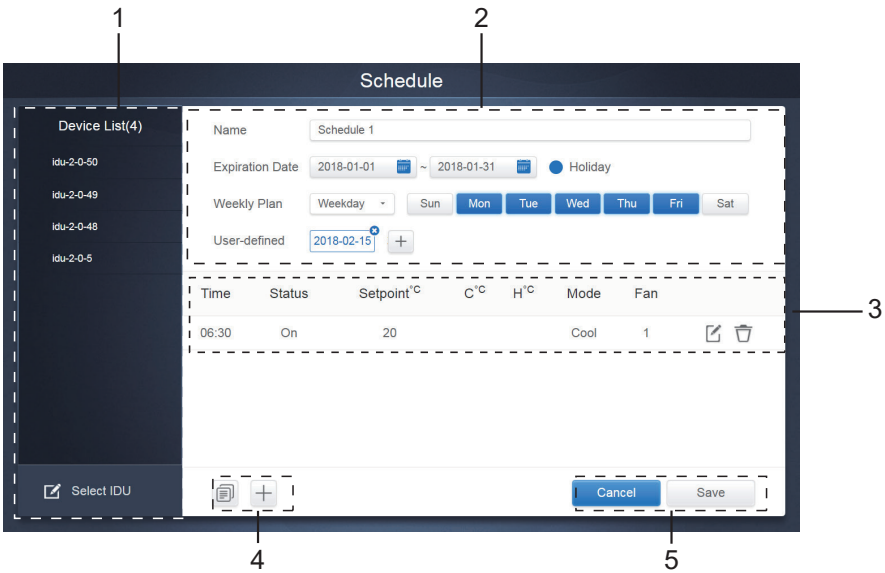 1
2
Schedule
Device List(4)
idu-2-0-50
idu-2-0-49
idu-2-0-48
idu-2-0-5
Select IDU
Name Schedule 1
Expiration Date 2018-01-01 ~ 2018-01-31 Holiday
Weekly Plan Weekday Sun Mon Tue Wed Thu Fri Sat
User-defined 2018-02-15 +
Time Status Setpoint°C C°C H°C Mode Fan
06:30 On 20 Cool 1
3
+
Cancel Save
4
5